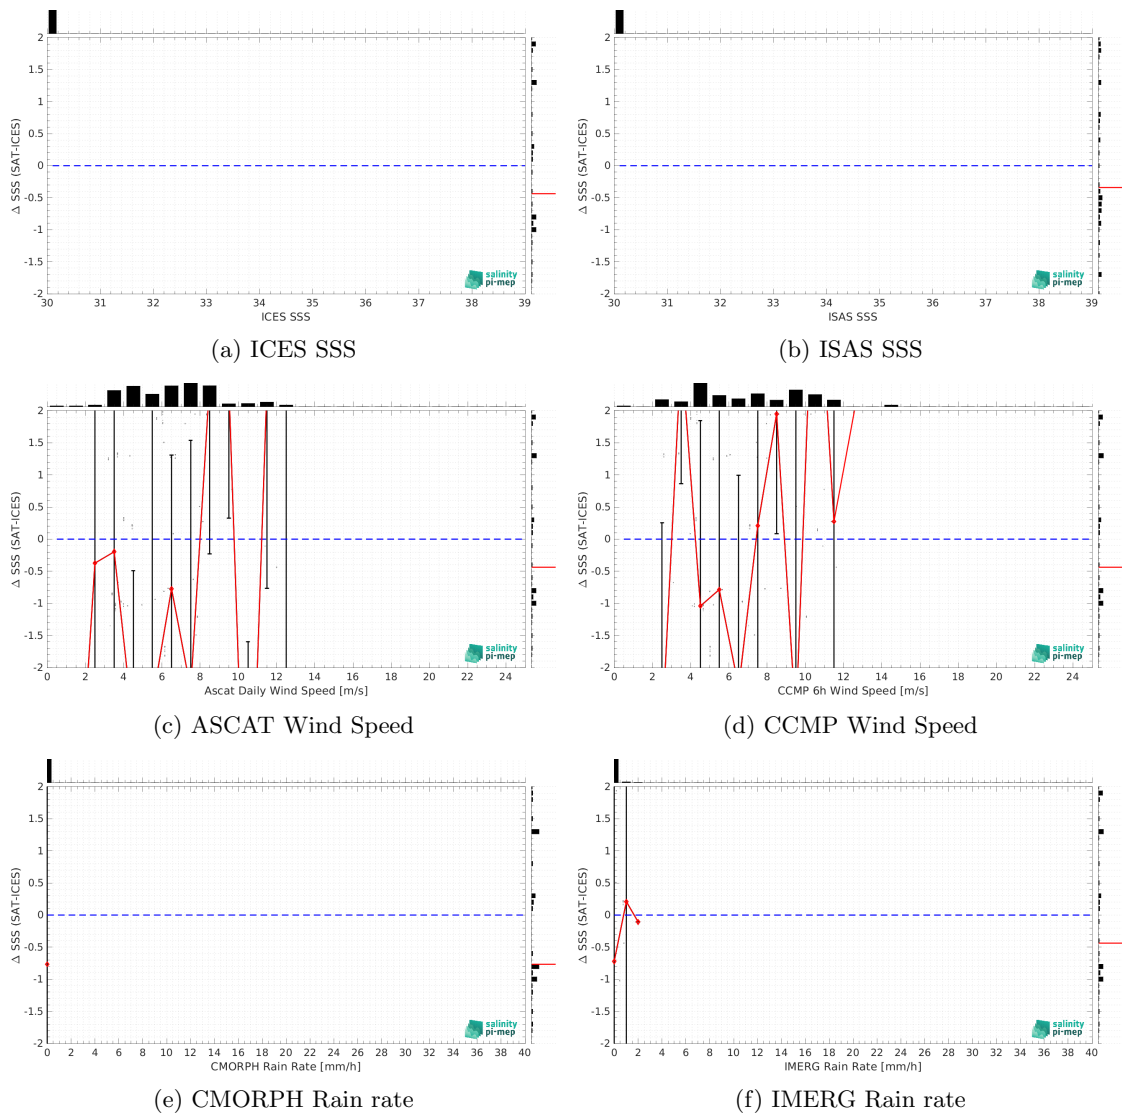 2
1.5
1
0.5
0
-0.5
-1
-1.5
-2
Δ SSS (SAT-ICES)
salinity
pi-mep
30 31 32 33 34 35 36 37 38 39
ICES SSS
(a) ICES SSS
2
1.5
1
0.5
0
-0.5
-1
-1.5
-2
Δ SSS (SAT-ICES)
salinity
pi-mep
30 31 32 33 34 35 36 37 38 39
ISAS SSS
(b) ISAS SSS
2
1.5
1
0.5
0
-0.5
-1
-1.5
-2
Δ SSS (SAT-ICES)
salinity
pi-mep
0 2 4 6 8 10 12 14 16 18 20 22 24
Ascat Daily Wind Speed [m/s]
(c) ASCAT Wind Speed
2
1.5
1
0.5
0
-0.5
-1
-1.5
-2
Δ SSS (SAT-ICES)
salinity
pi-mep
0 2 4 6 8 10 12 14 16 18 20 22 24
CCMP 6h Wind Speed [m/s]
(d) CCMP Wind Speed
2
1.5
1
0.5
0
-0.5
-1
-1.5
-2
Δ SSS (SAT-ICES)
salinity
pi-mep
0 2 4 6 8 10 12 14 16 18 20 22 24 26 28 30 32 34 36 38 40
CMORPH Rain Rate [mm/h]
(e) CMORPH Rain rate
2
1.5
1
0.5
0
-0.5
-1
-1.5
-2
Δ SSS (SAT-ICES)
salinity
pi-mep
0 2 4 6 8 10 12 14 16 18 20 22 24 26 28 30 32 34 36 38 40
IMERG Rain Rate [mm/h]
(f) IMERG Rain rate